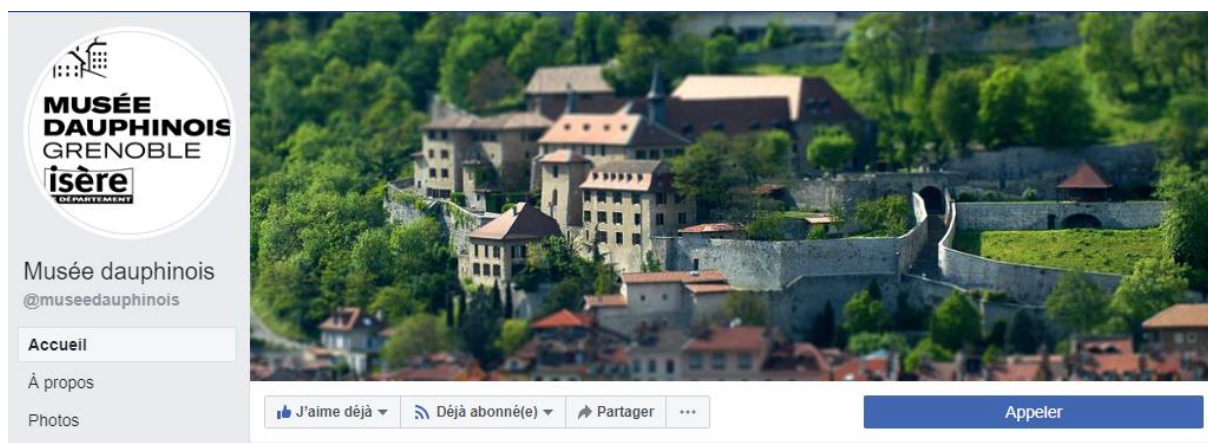 MUSÉE
DAUPHINOIS
GRENOBLE
isère
DÉPARTEMENT
Musée dauphinois
@museedauphinois
Accueil
À propos
Photos
J'aime déjà
Déjà abonné(e)
Partager
...
Appeler